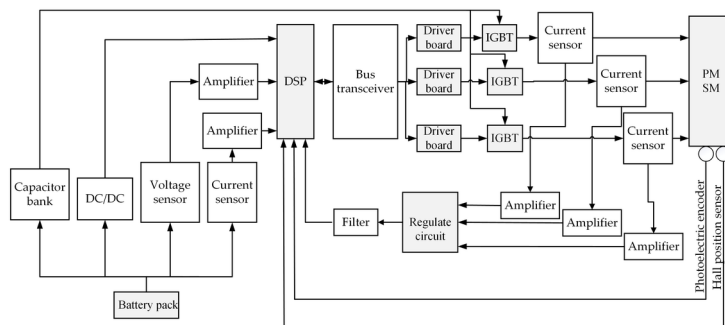 Driver
board
IGBT
Current
sensor
Amplifier
DSP
Bus
transceiver
Driver
board
IGBT
Current
sensor
PM
SM
Amplifier
Driver
board
IGBT
Current
sensor
Capacitor
bank
DC/DC
Voltage
sensor
Current
sensor
Filter
Regulate
circuit
Amplifier
Amplifier
Amplifier
Photoelectric encoder
Hall position sensor
Battery pack